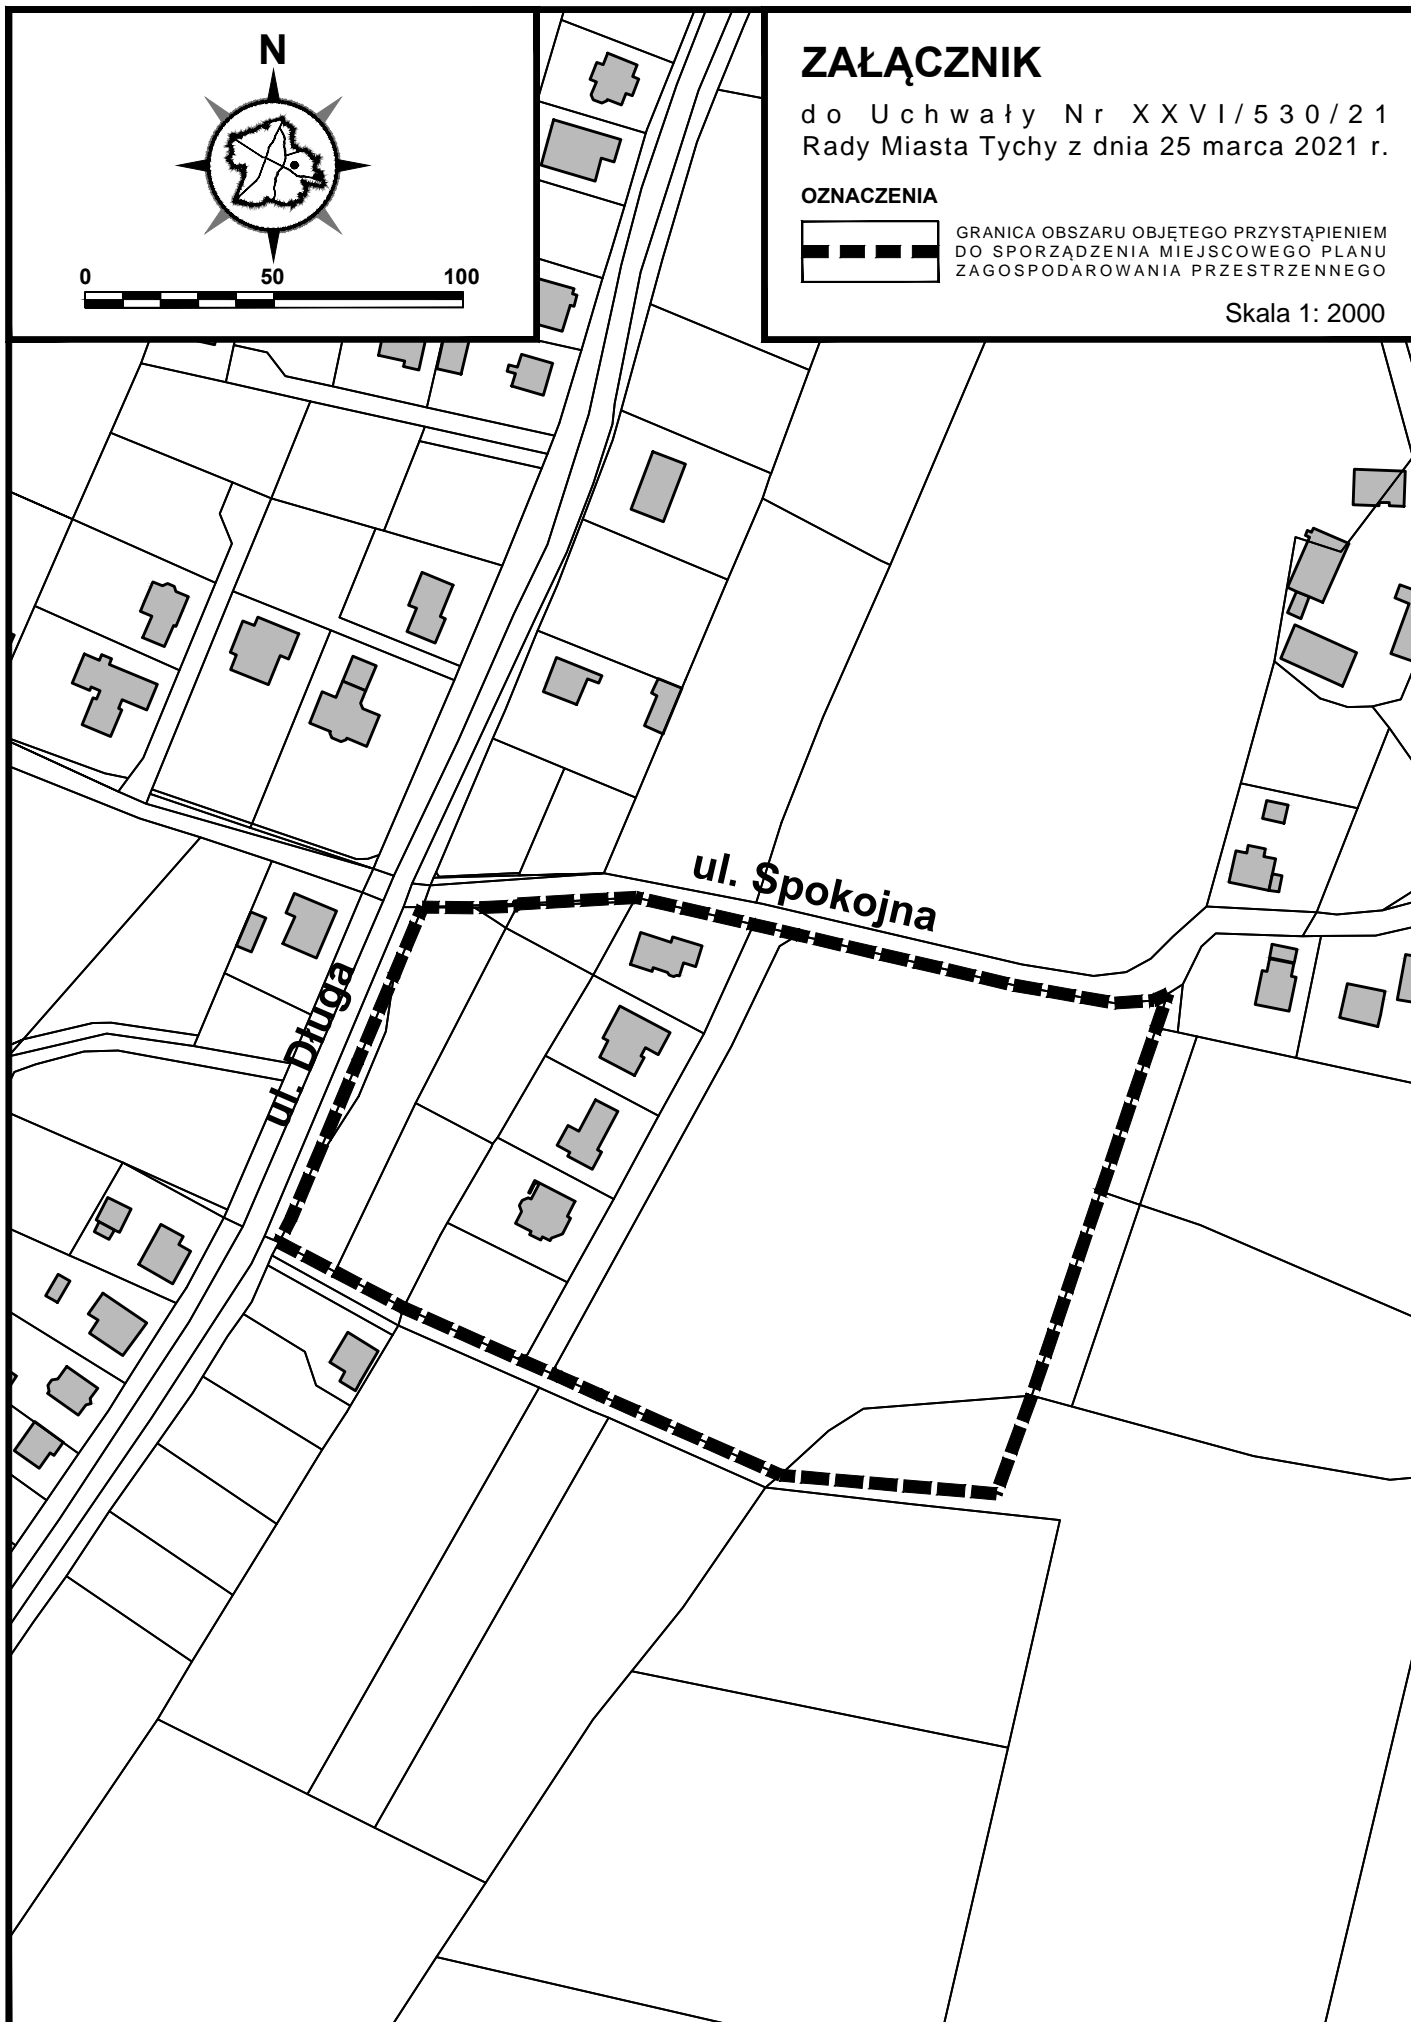 N
0 50 100
ZAŁĄCZNIK
do Uchwały Nr XXVI/530/21
Rady Miasta Tychy z dnia 25 marca 2021 r.
OZNACZENIA
GRANICA OBSZARU OBJĘTEGO PRZYSTĄPIENIEM
DO SPORZĄDZENIA MIEJSCOWEGO PLANU
ZAGOSPODAROWANIA PRZESTRZENNEGO
Skala 1: 2000
ul. Spokojna
ul. Długa